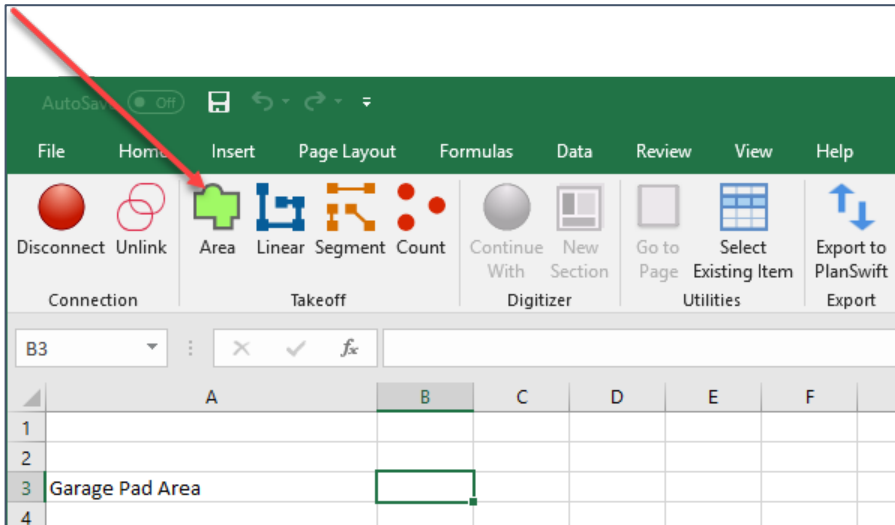 AutoSave Off
File Home Insert Page Layout Formulas Data Review View Help
Disconnect Unlink Area Linear Segment Count Continue With New Section Go to Page Select Existing Item Export to PlanSwift
Connection Takeoff Digitizer Utilities Export
B3 fx
A B C D E F
1
2
3 Garage Pad Area
4